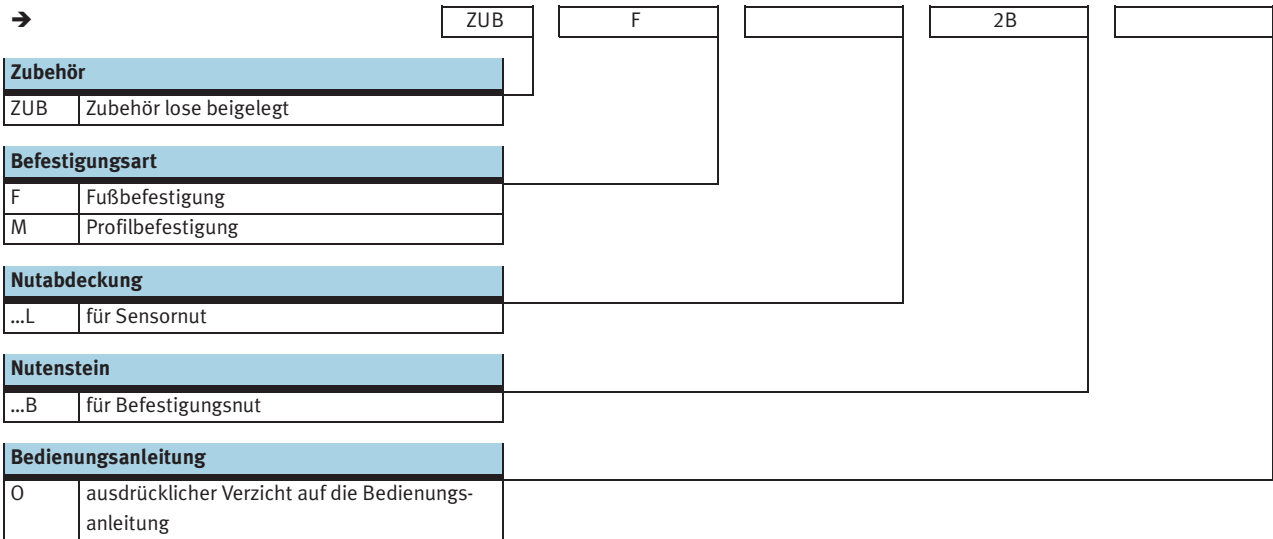 ➔ ZUB F 2B
Zubehör
ZUB Zubehör lose beigelegt
Befestigungsart
F Fußbefestigung
M Profilbefestigung
Nutabdeckung
...L für Sensornut
Nutenstein
...B für Befestigungsnut
Bedienungsanleitung
O ausdrücklicher Verzicht auf die Bedienungs-
anleitung